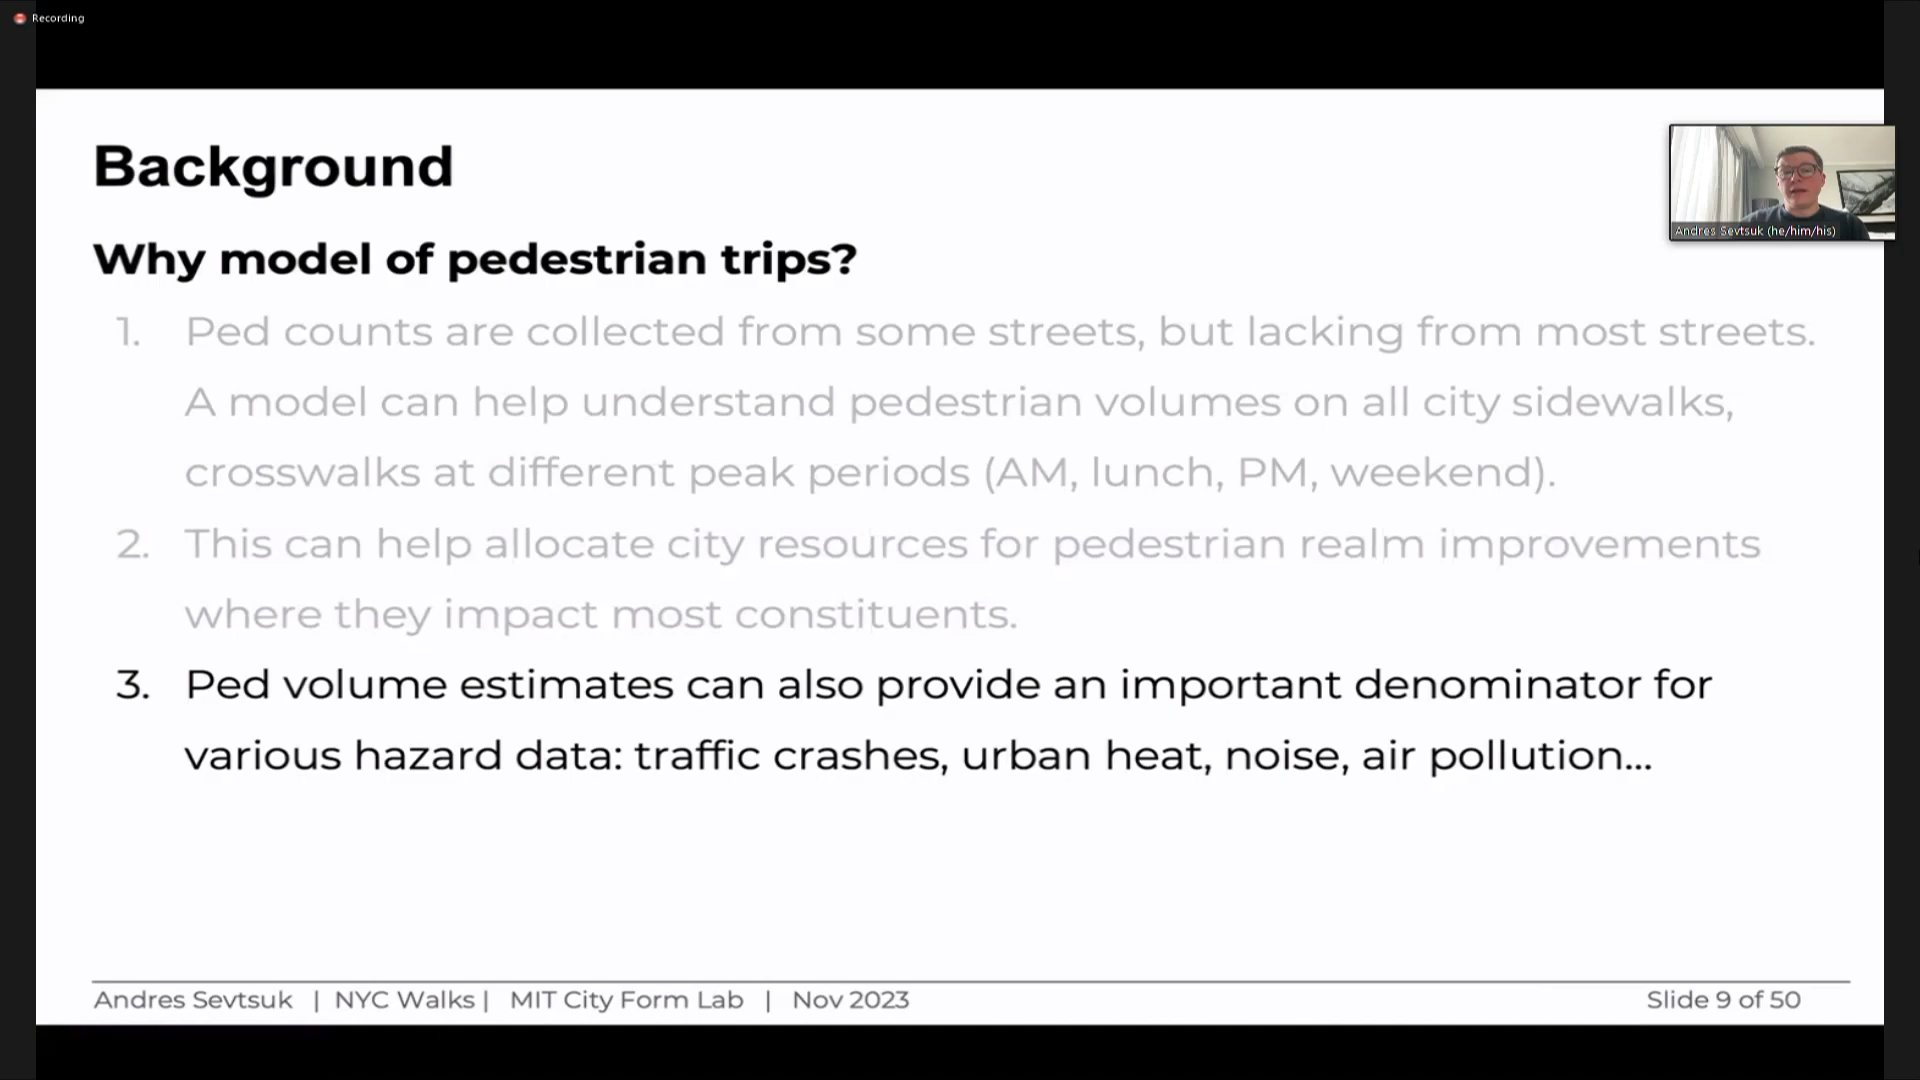 Recording
Background
Andres Sevtsuk (he/him/his)
Why model of pedestrian trips?
1. Ped counts are collected from some streets, but lacking from most streets.
A model can help understand pedestrian volumes on all city sidewalks,
crosswalks at different peak periods (AM, lunch, PM, weekend).
2. This can help allocate city resources for pedestrian realm improvements
where they impact most constituents.
3. Ped volume estimates can also provide an important denominator for
various hazard data: traffic crashes, urban heat, noise, air pollution...
Andres Sevtsuk | NYC Walks | MIT City Form Lab | Nov 2023
Slide 9 of 50